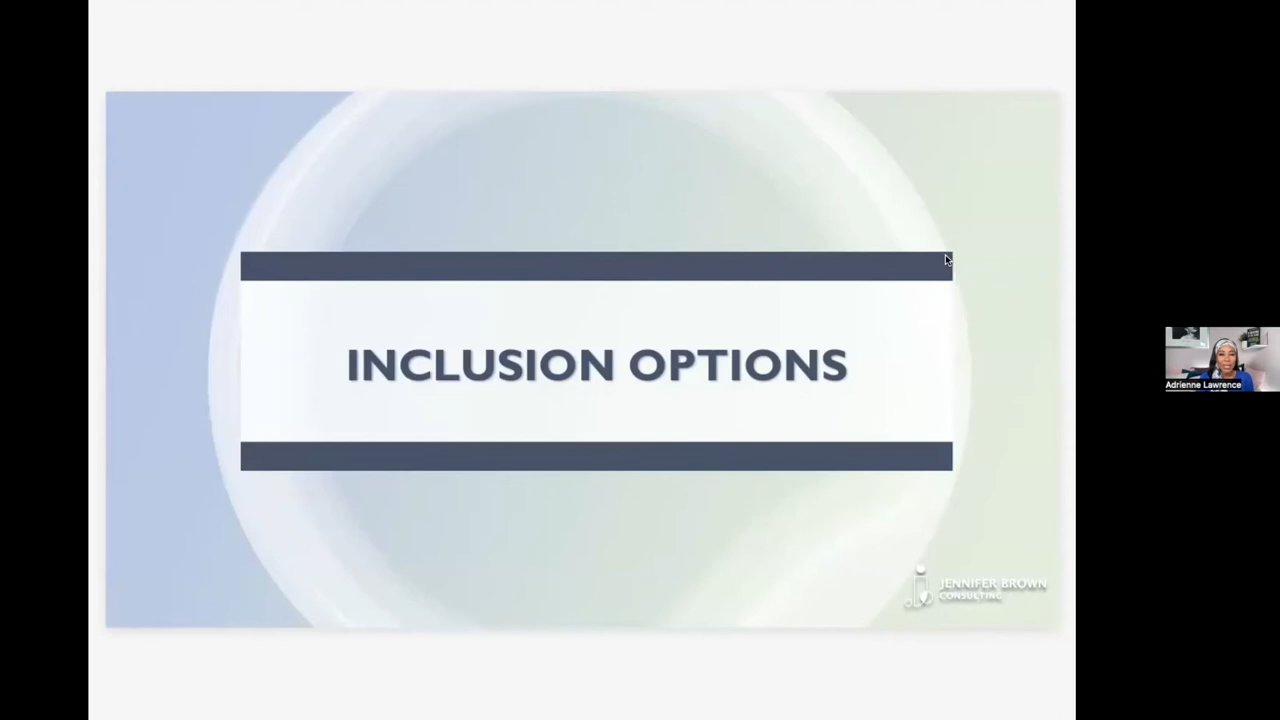 INCLUSION OPTIONS
JENNIFER BROWN
CONSULTING
Adrienne Lawrence